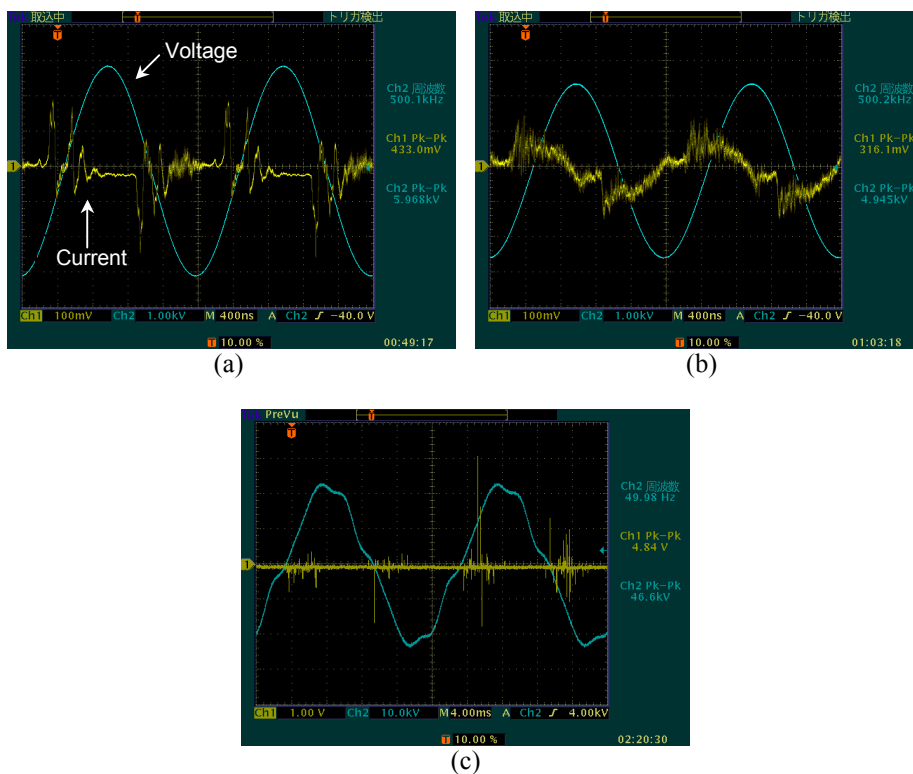 Tek 取込中 トリガ検出
T
T
Voltage
Current
1
Ch2 周波数
500.1kHz
Ch1 Pk-Pk
433.0mV
Ch2 Pk-Pk
5.968kV
Ch1 100mV Ch2 1.00kV M 400ns A Ch2 ƒ -40.0 V
T 10.00 %
00:49:17
(a)
Tek 取込中 トリガ検出
T
T
1
Ch2 周波数
500.2kHz
Ch1 Pk-Pk
316.1mV
Ch2 Pk-Pk
4.945kV
Ch1 100mV Ch2 1.00kV M 400ns A Ch2 ƒ -40.0 V
T 10.00 %
01:03:18
(b)
Tek PreVu
T
T
1
Ch2 周波数
49.98 Hz
Ch1 Pk-Pk
4.84 V
Ch2 Pk-Pk
46.6kV
Ch1 1.00 V Ch2 10.0kV M 4.00ms A Ch2 ƒ 4.00kV
T 10.00 %
02:20:30
(c)